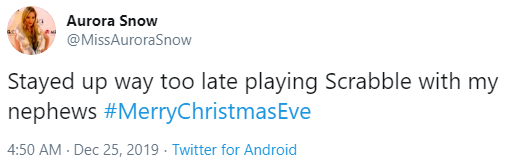 Aurora Snow
@MissAuroraSnow
Stayed up way too late playing Scrabble with my
nephews #MerryChristmasEve
4:50 AM · Dec 25, 2019 · Twitter for Android